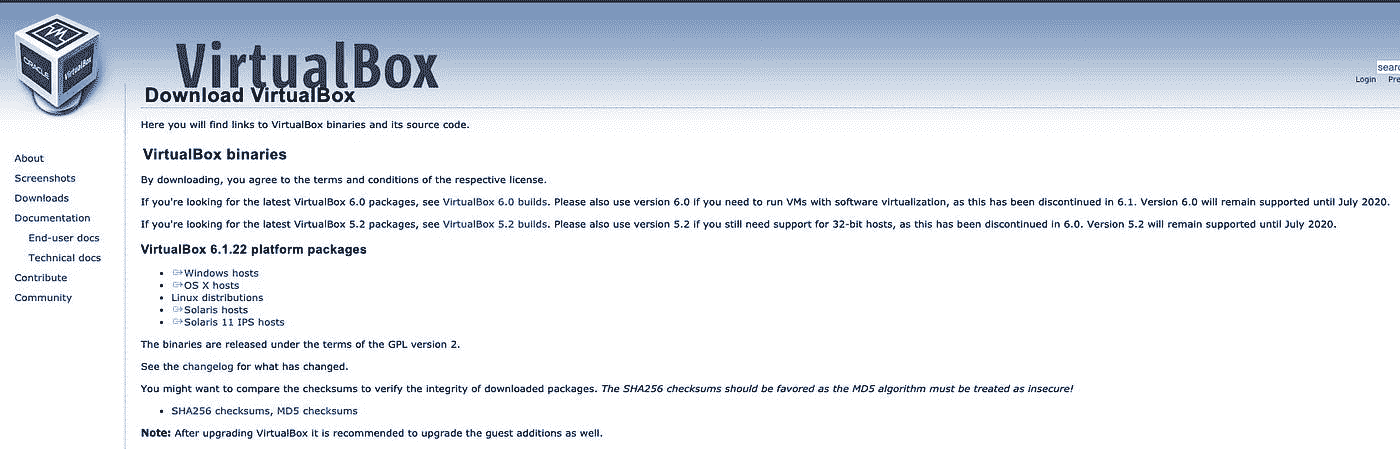 ORACLE
VirtualBox
VirtualBox
Download VirtualBox
Login
Here you will find links to VirtualBox binaries and its source code.
About
Screenshots
Downloads
Documentation
End-user docs
Technical docs
Contribute
Community
VirtualBox binaries
By downloading, you agree to the terms and conditions of the respective license.
If you're looking for the latest VirtualBox 6.0 packages, see VirtualBox 6.0 builds. Please also use version 6.0 if you need to run VMs with software virtualization, as this has been discontinued in 6.1. Version 6.0 will remain supported until July 2020.
If you're looking for the latest VirtualBox 5.2 packages, see VirtualBox 5.2 builds. Please also use version 5.2 if you still need support for 32-bit hosts, as this has been discontinued in 6.0. Version 5.2 will remain supported until July 2020.
VirtualBox 6.1.22 platform packages
Windows hosts
OS X hosts
Linux distributions
Solaris hosts
Solaris 11 IPS hosts
The binaries are released under the terms of the GPL version 2.
See the changelog for what has changed.
You might want to compare the checksums to verify the integrity of downloaded packages. The SHA256 checksums should be favored as the MD5 algorithm must be treated as insecure!
SHA256 checksums, MD5 checksums
Note: After upgrading VirtualBox it is recommended to upgrade the guest additions as well.